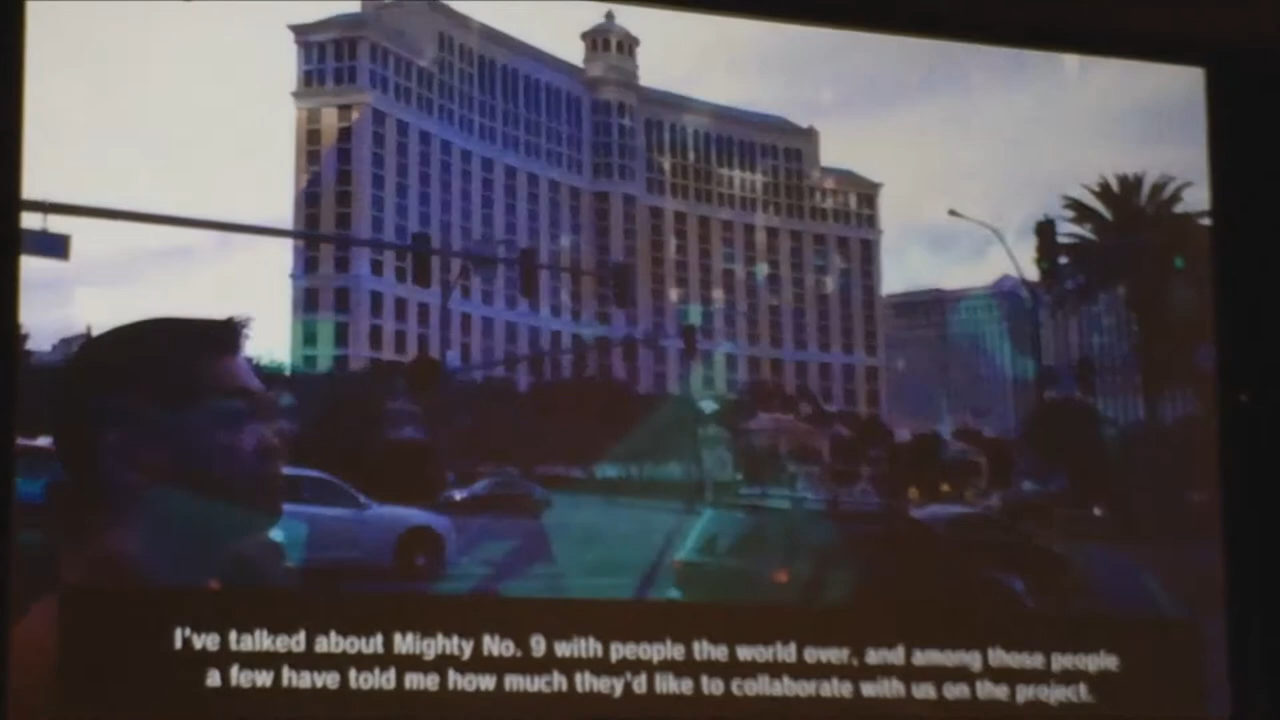 I've talked about Mighty No. 9 with people the world over, and among those people
a few have told me how much they'd like to collaborate with us on the project.